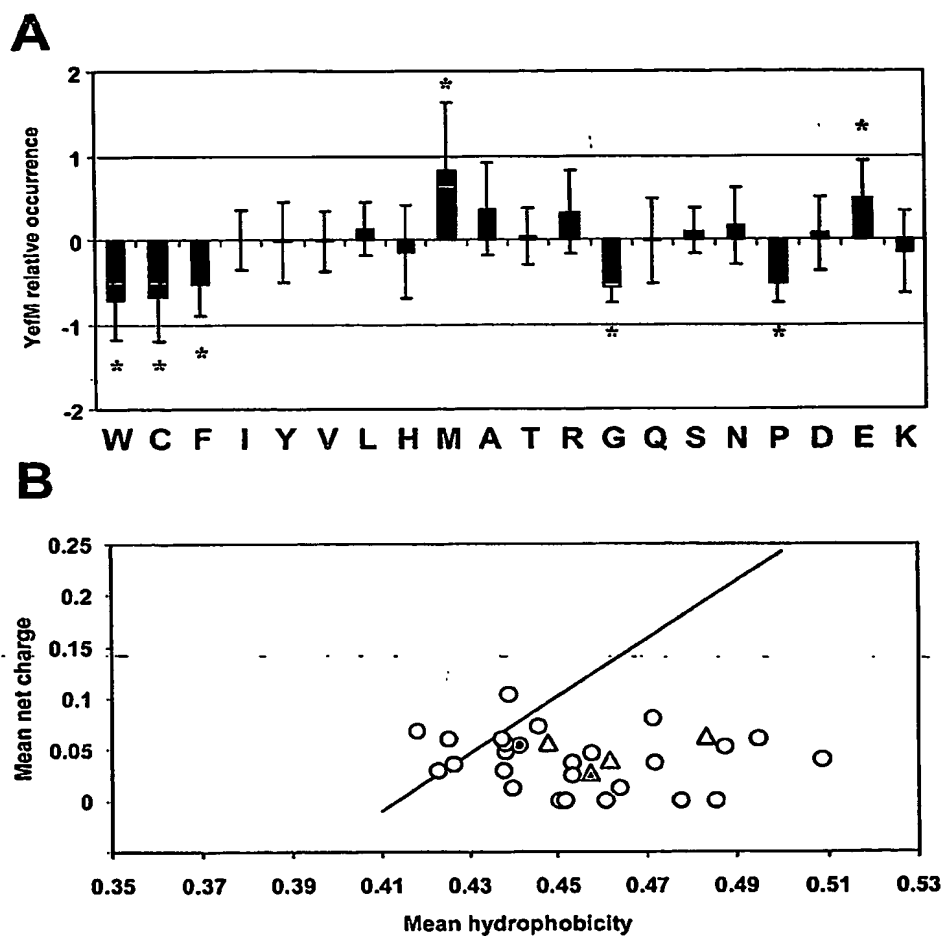 A
YefM relative occurrence
2
*
*
1
0
-1
* * * * *
-2
W C F I Y V L H M A T R G Q S N P D E K
B
Mean net charge
0.25
0.2
0.15
0.1
0.05
0
0.35 0.37 0.39 0.41 0.43 0.45 0.47 0.49 0.51 0.53
Mean hydrophobicity